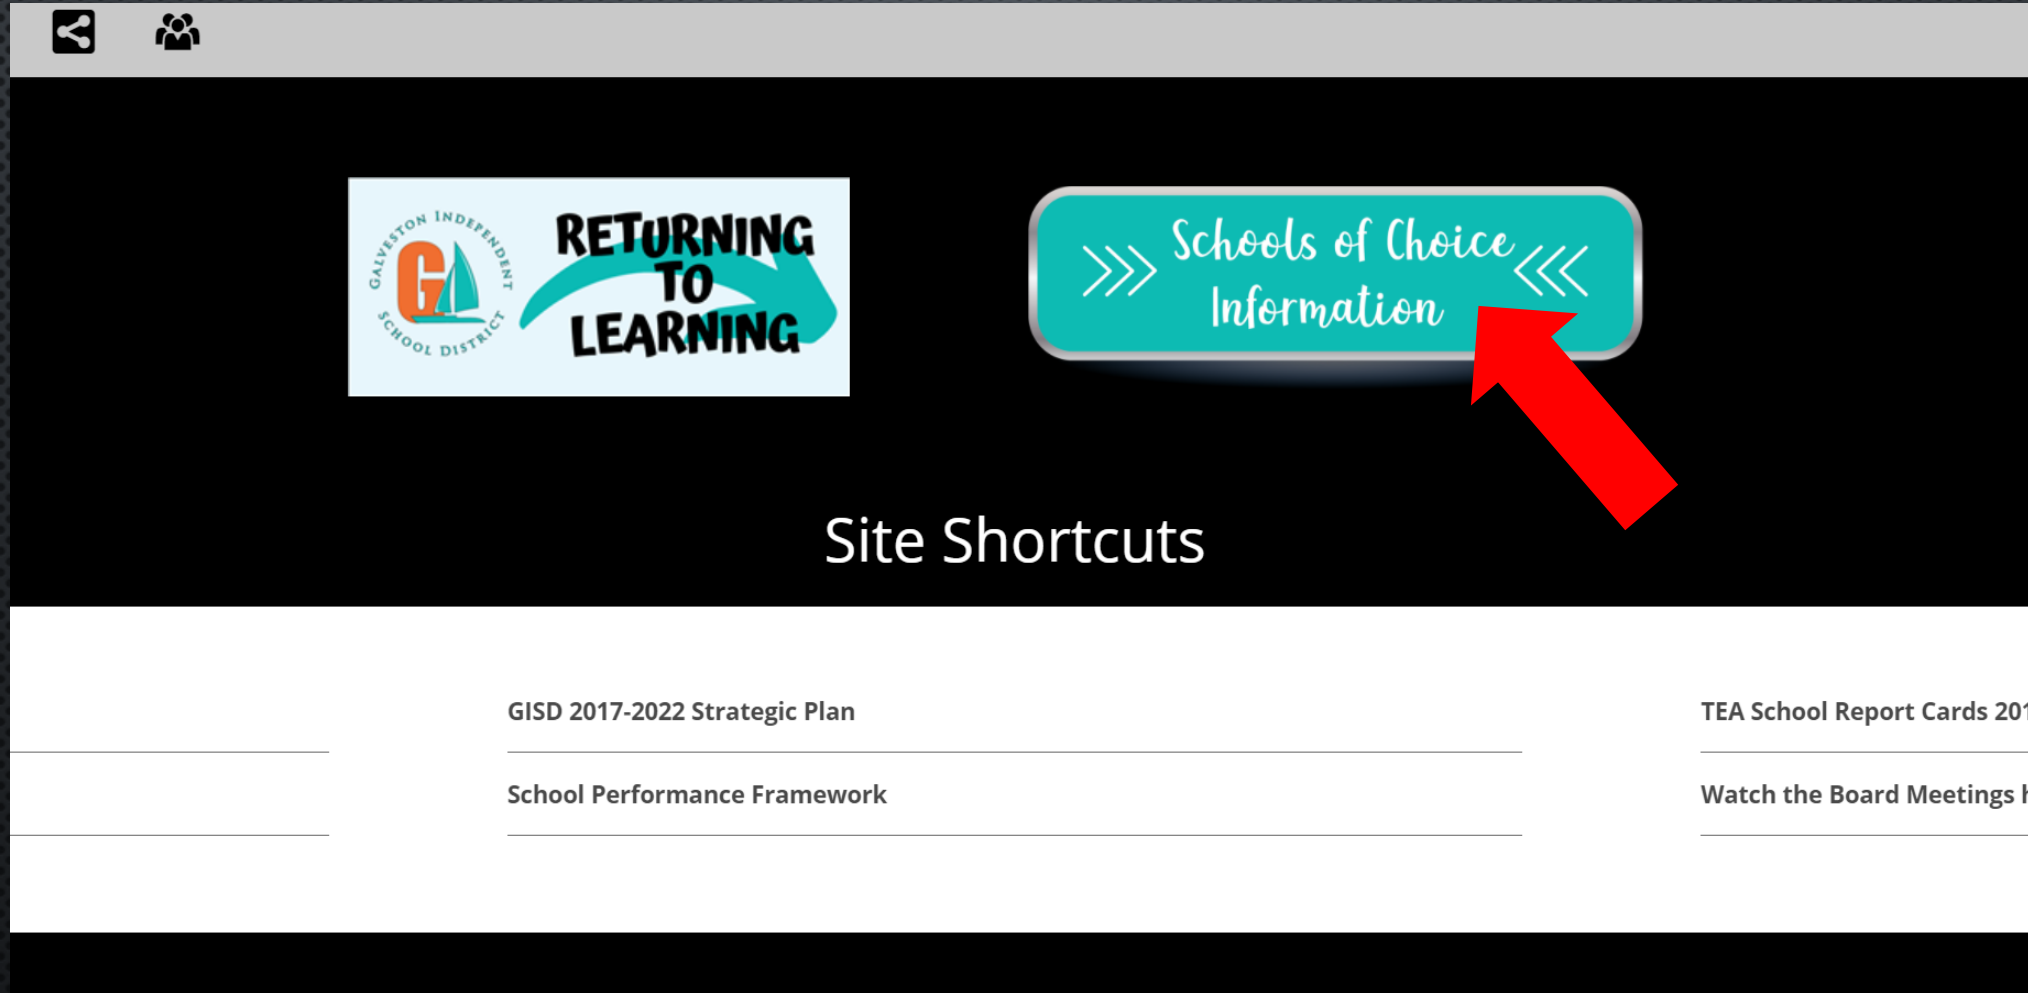 GALVESTON INDEPENDENT
SCHOOL DISTRICT
RETURNING
TO
LEARNING
Schools of Choice
Information
Site Shortcuts
GISD 2017-2022 Strategic Plan
School Performance Framework
TEA School Report Cards
Watch the Board Meetings